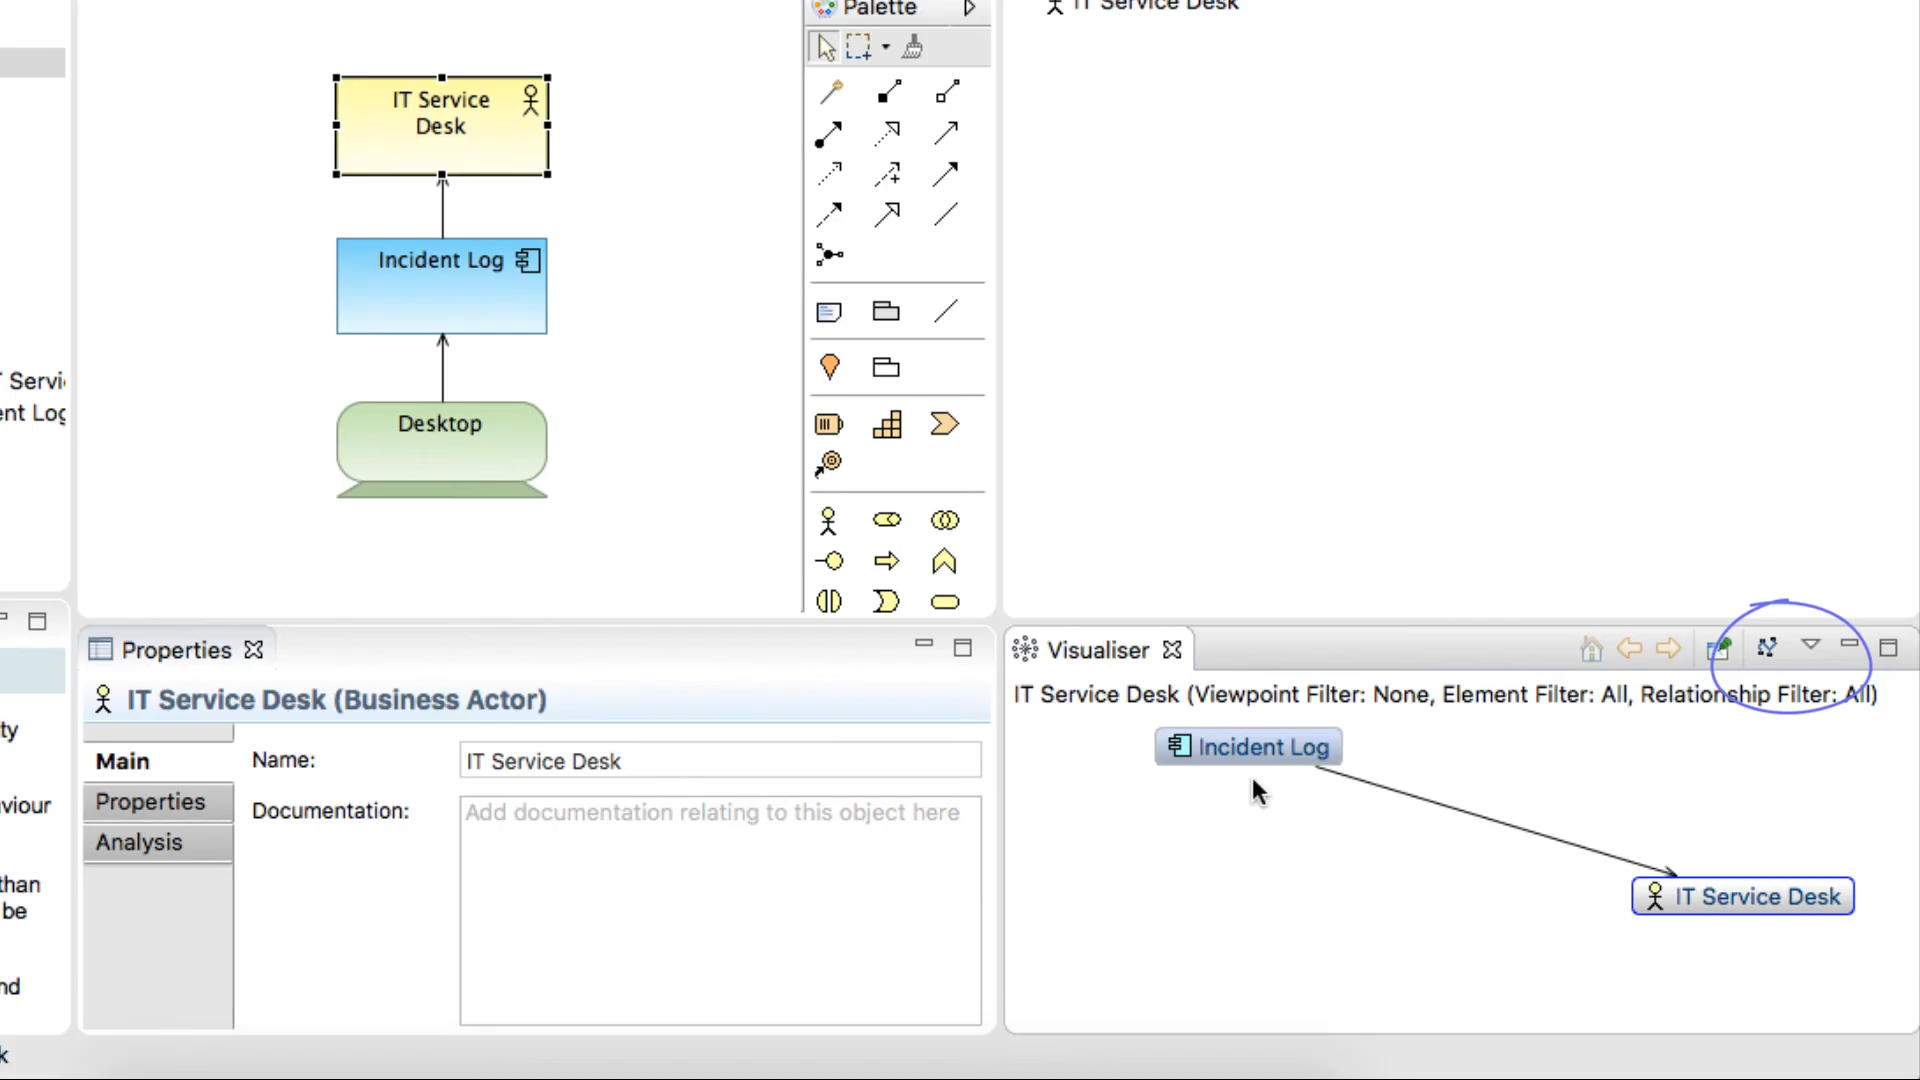 Palette
IT Service Desk
IT Service
Desk
Incident Log
Desktop
T Servi
ent Log
Properties
IT Service Desk (Business Actor)
Main
Properties
Analysis
Name:
IT Service Desk
Documentation:
Add documentation relating to this object here
Visualiser
IT Service Desk (Viewpoint Filter: None, Element Filter: All, Relationship Filter: All)
Incident Log
IT Service Desk
ty
viour
than
be
nd
k